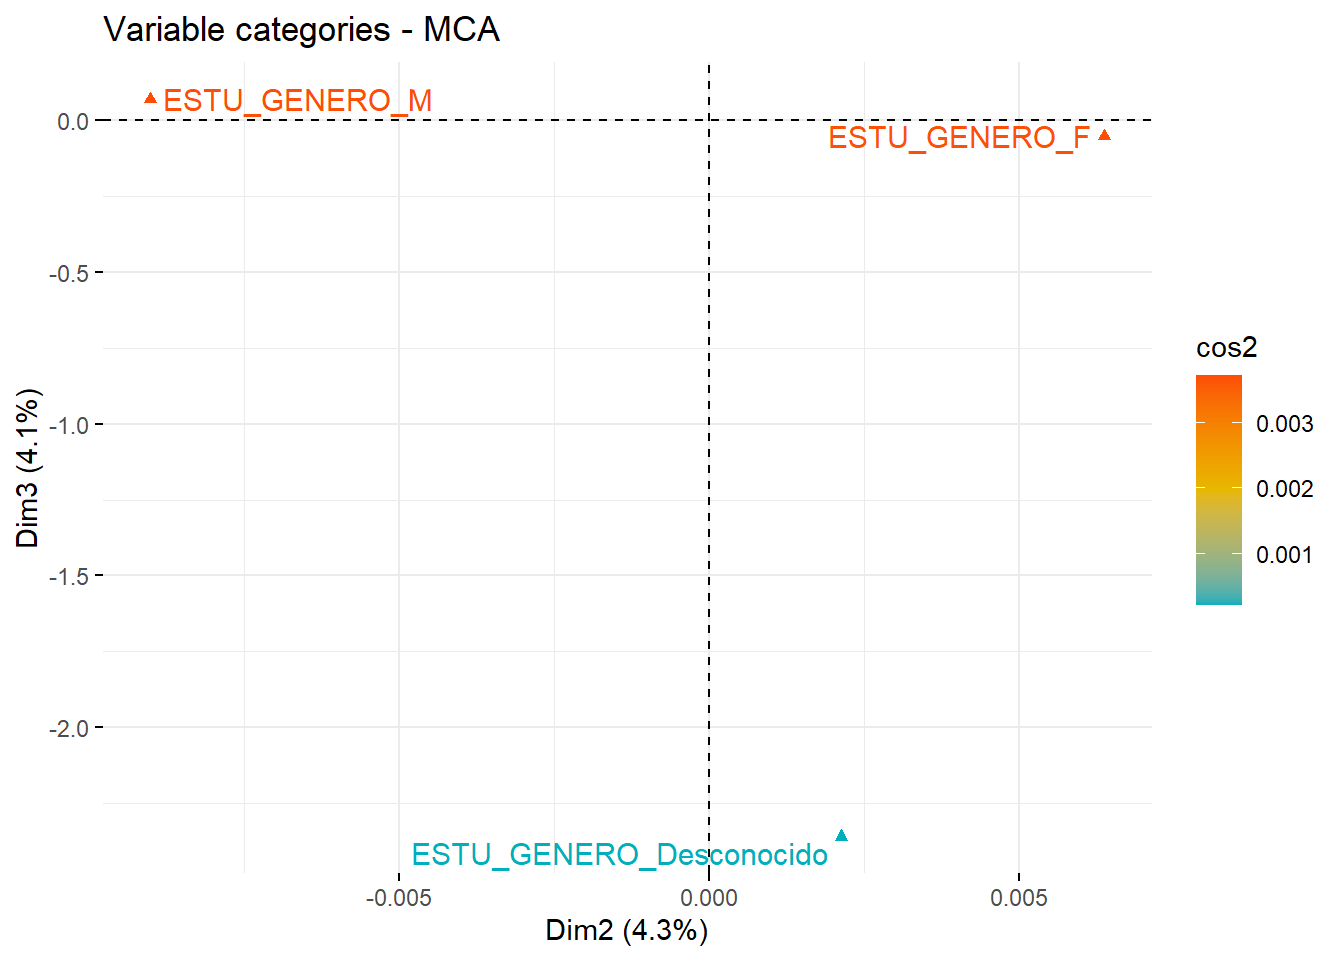 Variable categories - MCA
ESTU_GENERO_M
ESTU_GENERO_F
ESTU_GENERO_Desconocido
0.0
-0.5
-1.0
-1.5
-2.0
Dim3 (4.1%)
-0.005
0.000
0.005
Dim2 (4.3%)
cos2
0.003
0.002
0.001